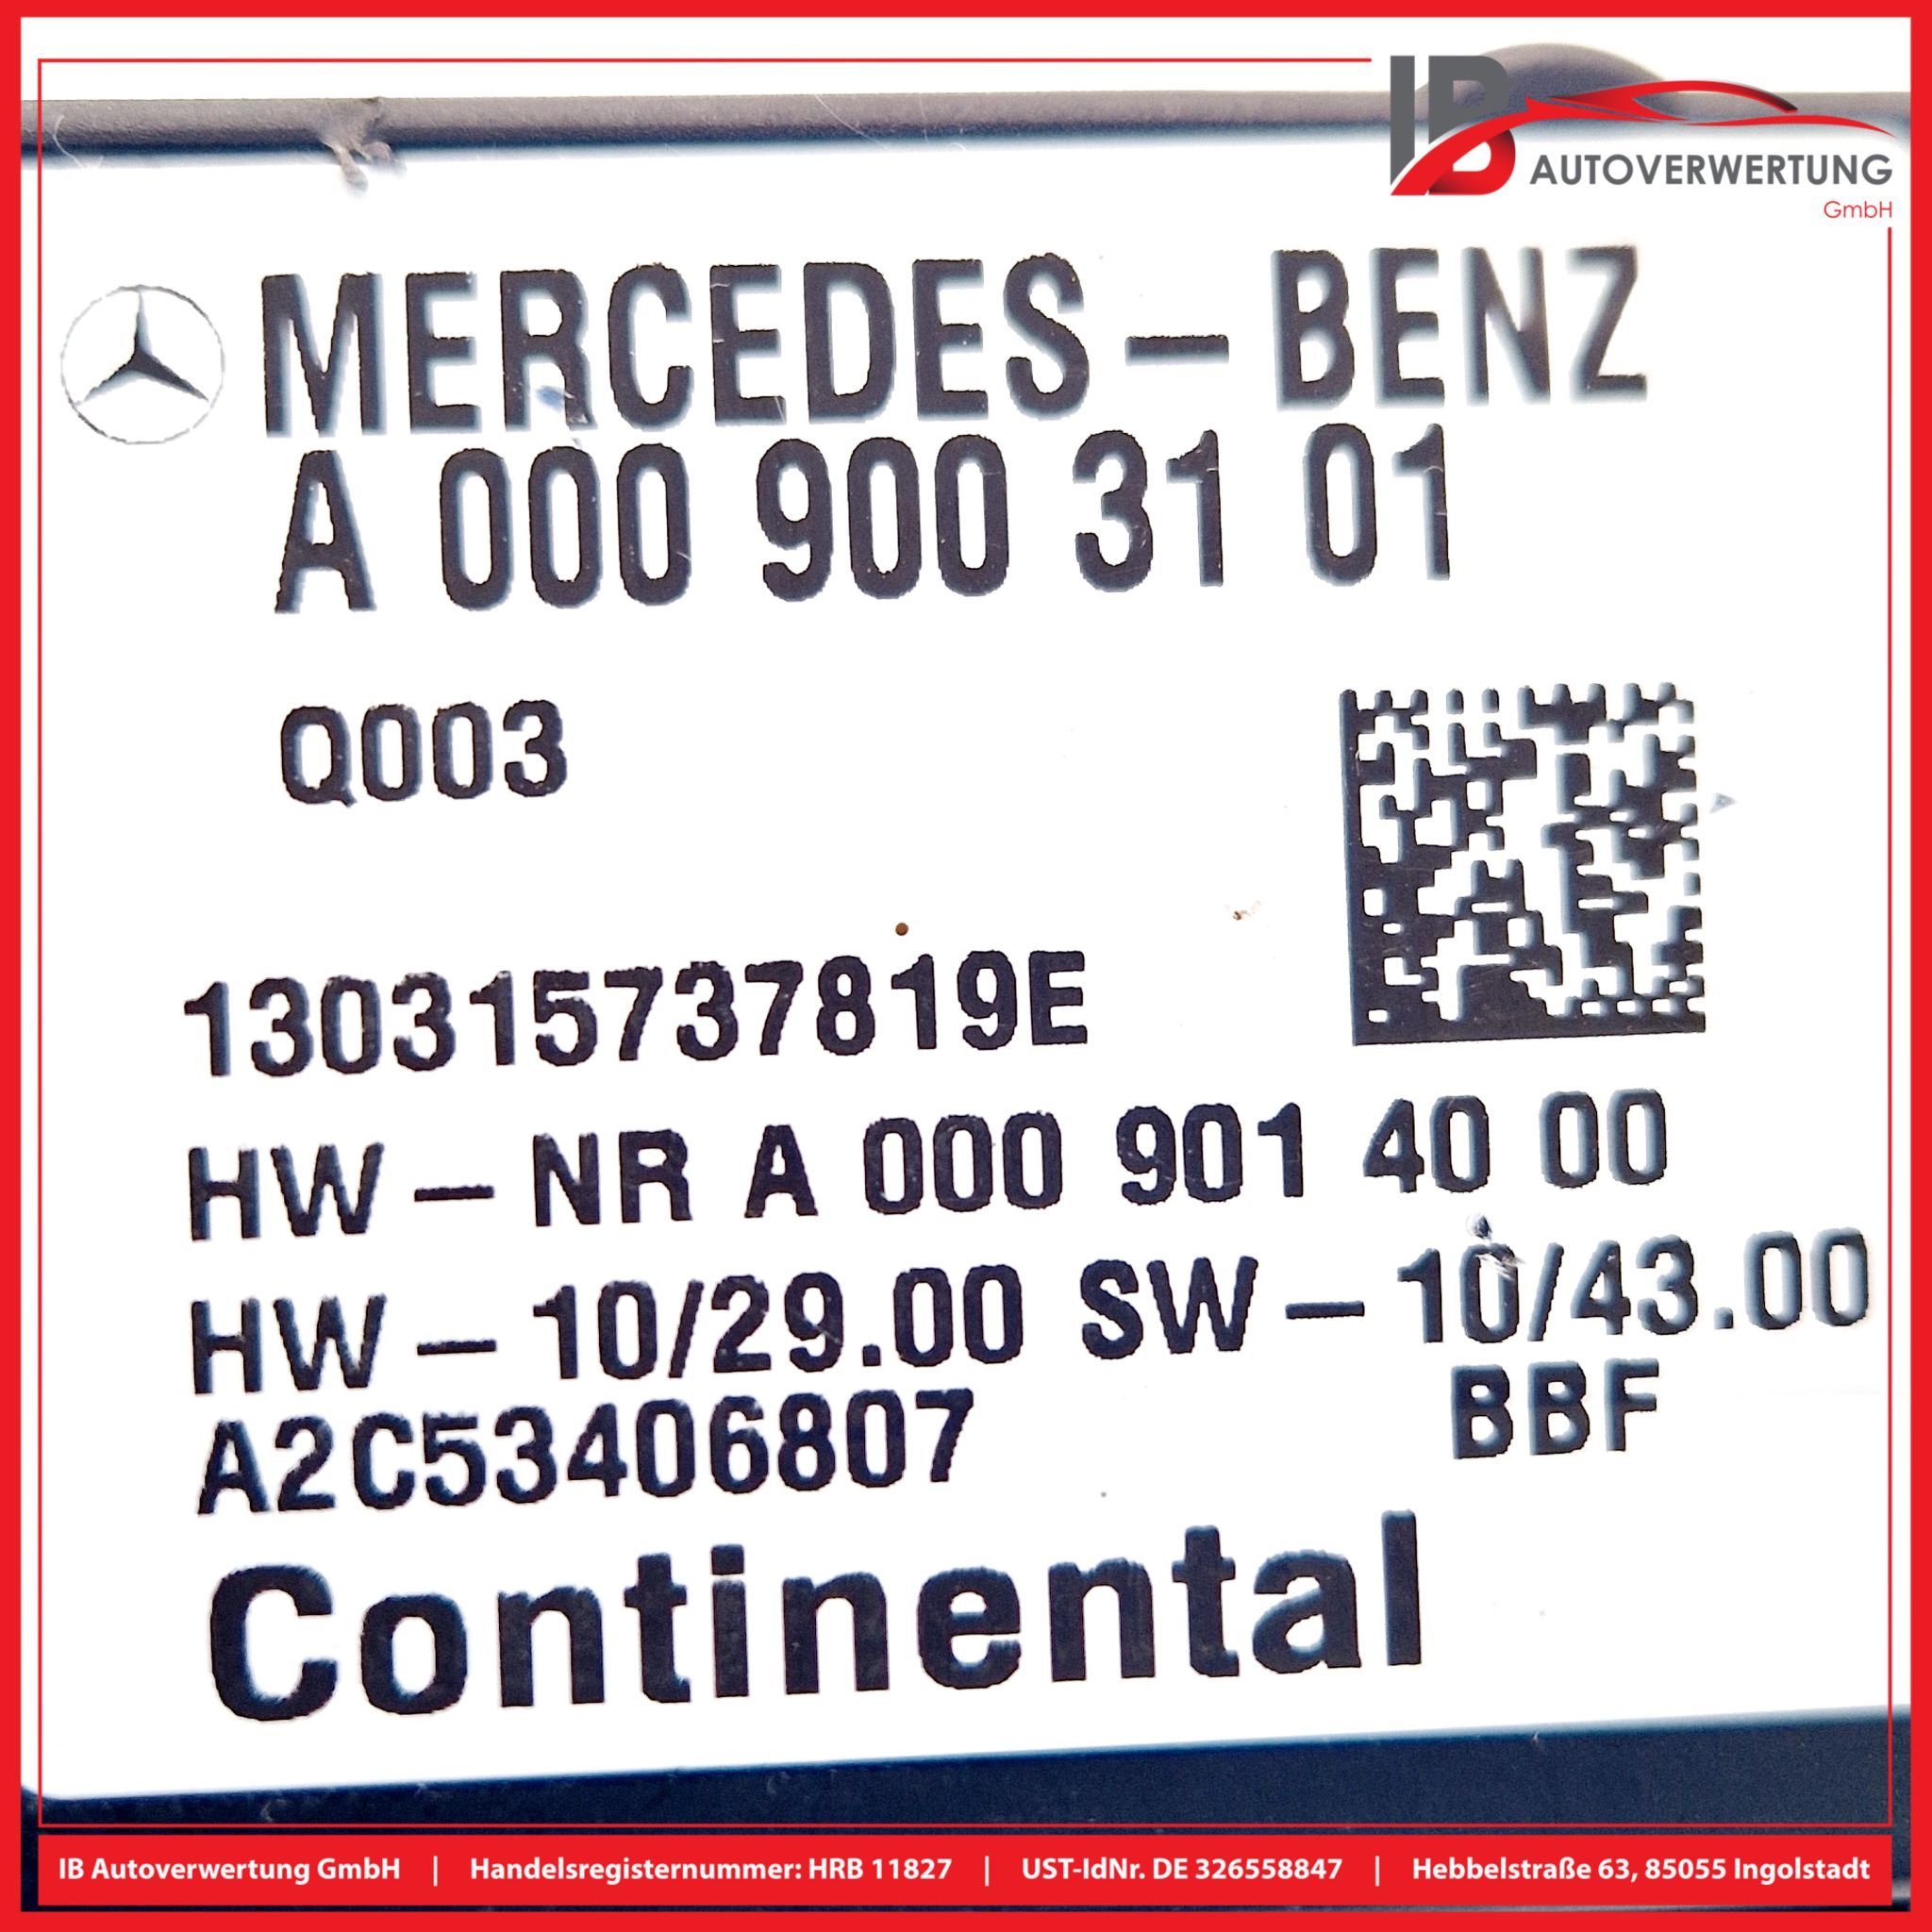 IB AUTOVERWERTUNG
GmbH
MERCEDES-BENZ
A 000 900 31 01
Q003
130315737819E
HW-NR A 000 901 40 00
HW-10/29.00 SW-10/43.00
A2C53406807 BBF
Continental
IB Autoverwertung GmbH | Handelsregisternummer: HRB 11827 | UST-IdNr. DE 326558847 | Hebbelstraße 63, 85055 Ingolstadt